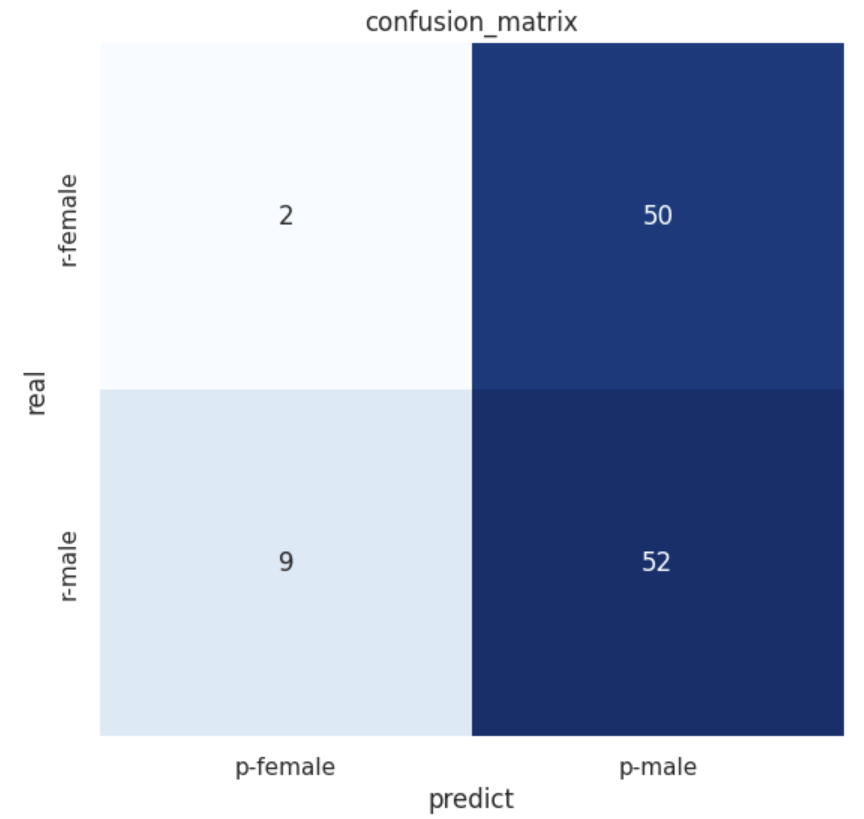 confusion_matrix
r-female
2
50
real
r-male
9
52
p-female
p-male
predict